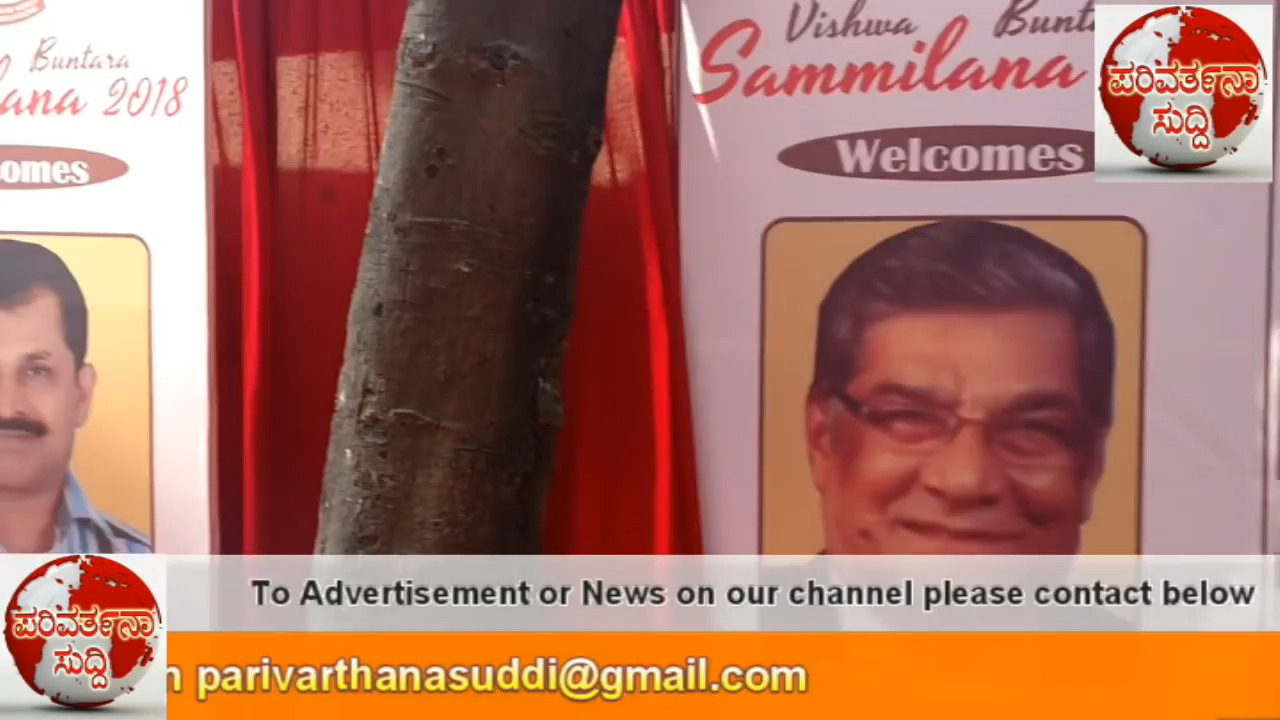 Buntara
ana 2018
omes
Vishwa Bunt
Sammilana
Welcomes
ಪರಿವರ್ತನಾ
ಸುದ್ದಿ
To Advertisement or News on our channel please contact below
ಪರಿವರ್ತನಾ
ಸುದ್ದಿ
parivarthanasuddi@gmail.com